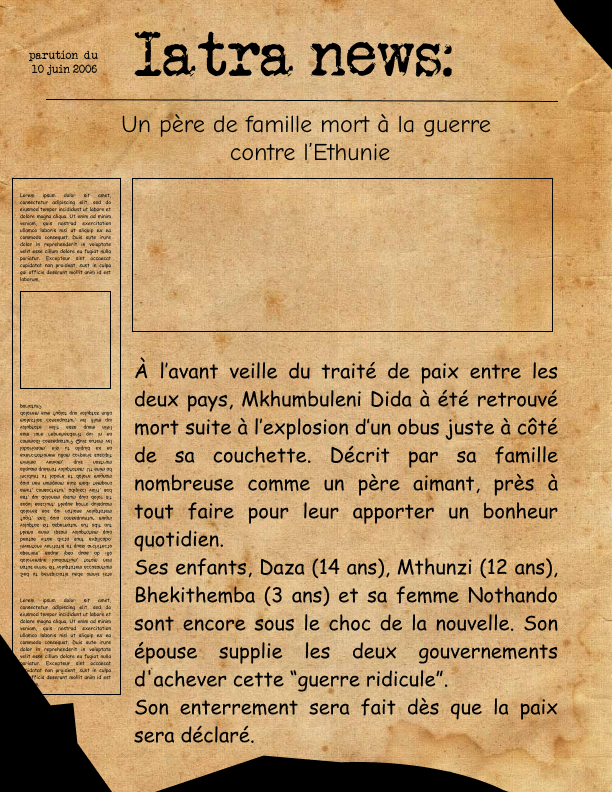 parution du
10 juin 2006
Iatra news:
Un père de famille mort à la guerre
contre l'Ethunie
Lorem ipsum dolor sit amet,
consectetur adipiscing elit, sed do
eiusmod tempor incididunt ut labore et
dolore magna aliqua. Ut enim ad minim
veniam, quis nostrud exercitation
ullamco laboris nisi ut aliquip ex ea
commodo consequat. Duis aute irure
dolor in reprehenderit in voluptate
velit esse cillum dolore eu fugiat nulla
pariatur. Excepteur sint occaecat
cupidatat non proident, sunt in culpa
qui officia deserunt mollit anim id est
laborum.
Lorem ipsum dolor sit amet,
consectetur adipiscing elit, sed do
eiusmod tempor incididunt ut labore et
dolore magna aliqua. Ut enim ad minim
veniam, quis nostrud exercitation
ullamco laboris nisi ut aliquip ex ea
commodo consequat. Duis aute irure
dolor in reprehenderit in voluptate
velit esse cillum dolore eu fugiat nulla
pariatur. Excepteur sint occaecat
cupidatat non proident, sunt in culpa
officia deserunt mollit anim id est
À l'avant veille du traité de paix entre les
deux pays, Mkhumbuleni Dida à été retrouvé
mort suite à l'explosion d'un obus juste à côté
de sa couchette. Décrit par sa famille
nombreuse comme un père aimant, près à
tout faire pour leur apporter un bonheur
quotidien.
Ses enfants, Daza (14 ans), Mthunzi (12 ans),
Bhekithemba (3 ans) et sa femme Nothando
sont encore sous le choc de la nouvelle. Son
épouse supplie les deux gouvernements
d'achever cette “guerre ridicule”.
Son enterrement sera fait dès que la paix
sera déclaré.